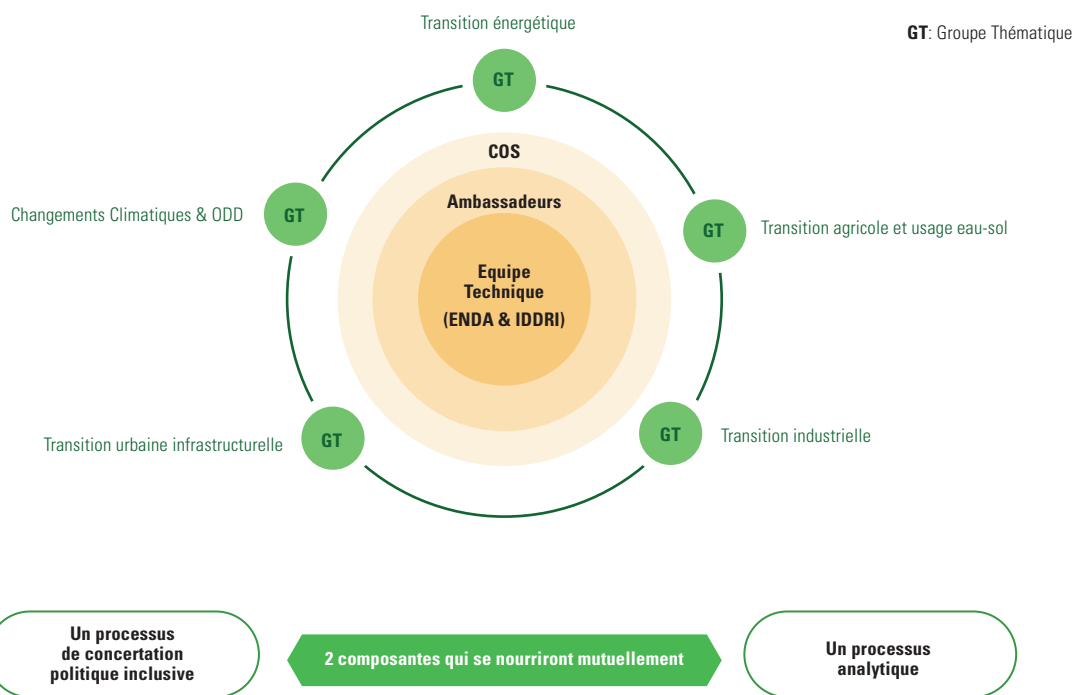 Transition énergétique
GT: Groupe Thématique
GT
COS
Ambassadeurs
Changements Climatiques & ODD
GT
GT
Transition agricole et usage eau-sol
Equipe
Technique
(ENDA & IDDRI)
Transition urbaine infrastructurelle
GT
GT
Transition industrielle
Un processus
de concertation
politique inclusive
2 composantes qui se nourriront mutuellement
Un processus
analytique